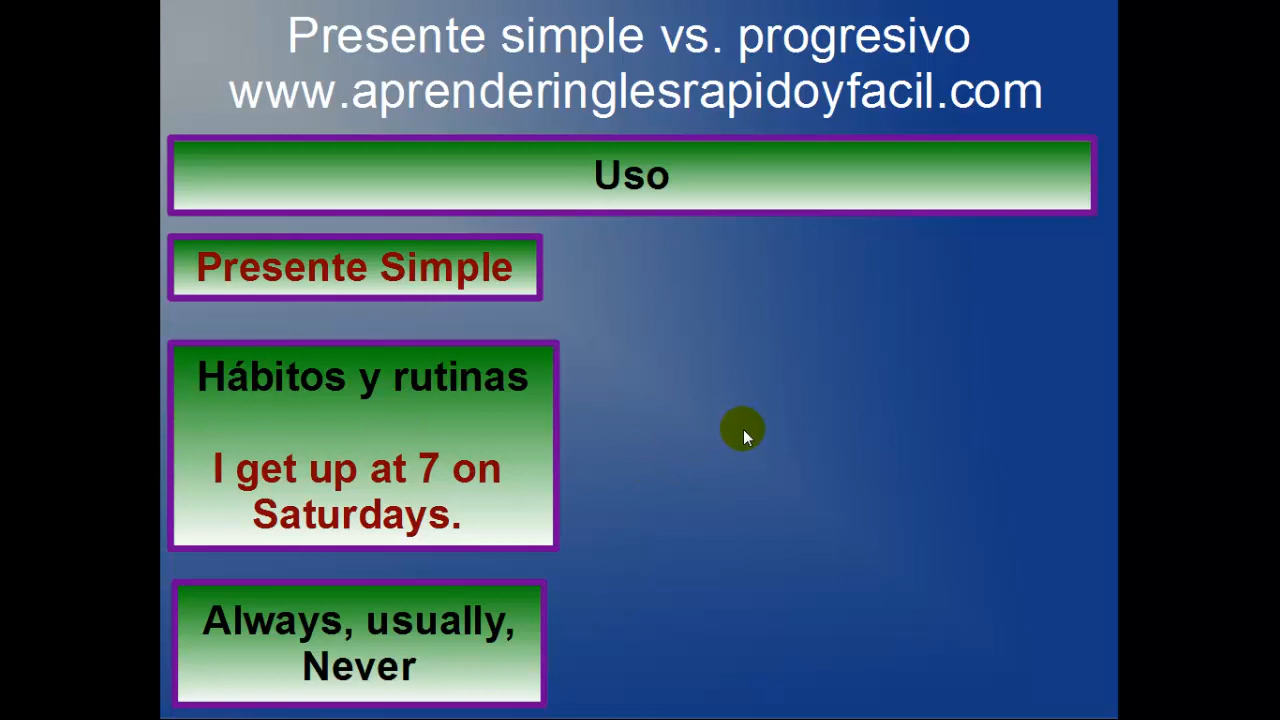 Presente simple vs. progresivo
www.aprenderinglesrapidoyfacil.com
Uso
Presente Simple
Hábitos y rutinas
I get up at 7 on
Saturdays.
Always, usually,
Never